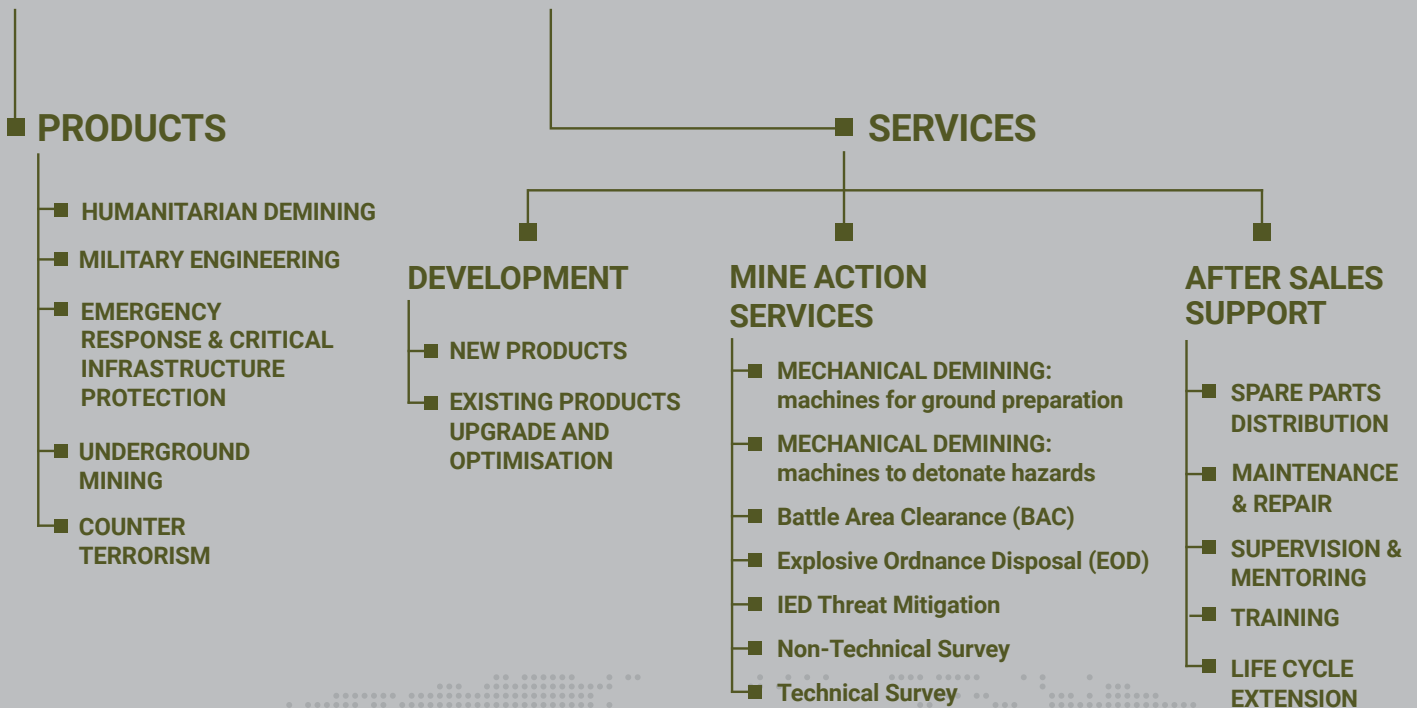 PRODUCTS
HUMANITARIAN DEMINING
MILITARY ENGINEERING
EMERGENCY
RESPONSE & CRITICAL
INFRASTRUCTURE
PROTECTION
UNDERGROUND
MINING
COUNTER
TERRORISM
SERVICES
DEVELOPMENT
NEW PRODUCTS
EXISTING PRODUCTS
UPGRADE AND
OPTIMISATION
MINE ACTION
SERVICES
MECHANICAL DEMINING:
machines for ground preparation
MECHANICAL DEMINING:
machines to detonate hazards
Battle Area Clearance (BAC)
Explosive Ordnance Disposal (EOD)
IED Threat Mitigation
Non-Technical Survey
Technical Survey
AFTER SALES
SUPPORT
SPARE PARTS
DISTRIBUTION
MAINTENANCE
& REPAIR
SUPERVISION &
MENTORING
TRAINING
LIFE CYCLE
EXTENSION